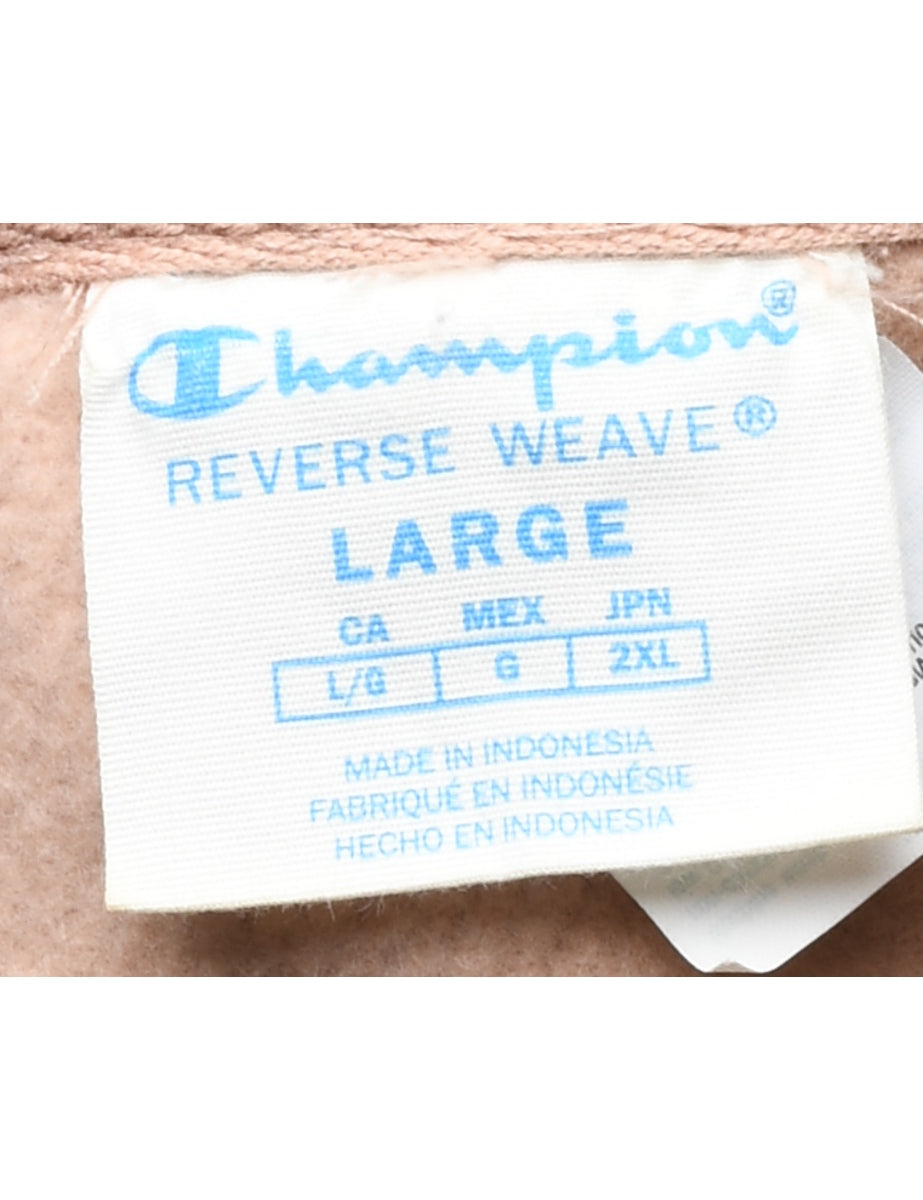 Champion®
REVERSE WEAVE®
LARGE
CA MEX JPN
L/G G 2XL
MADE IN INDONESIA
FABRIQUÉ EN INDONÉSIE
HECHO EN INDONESIA